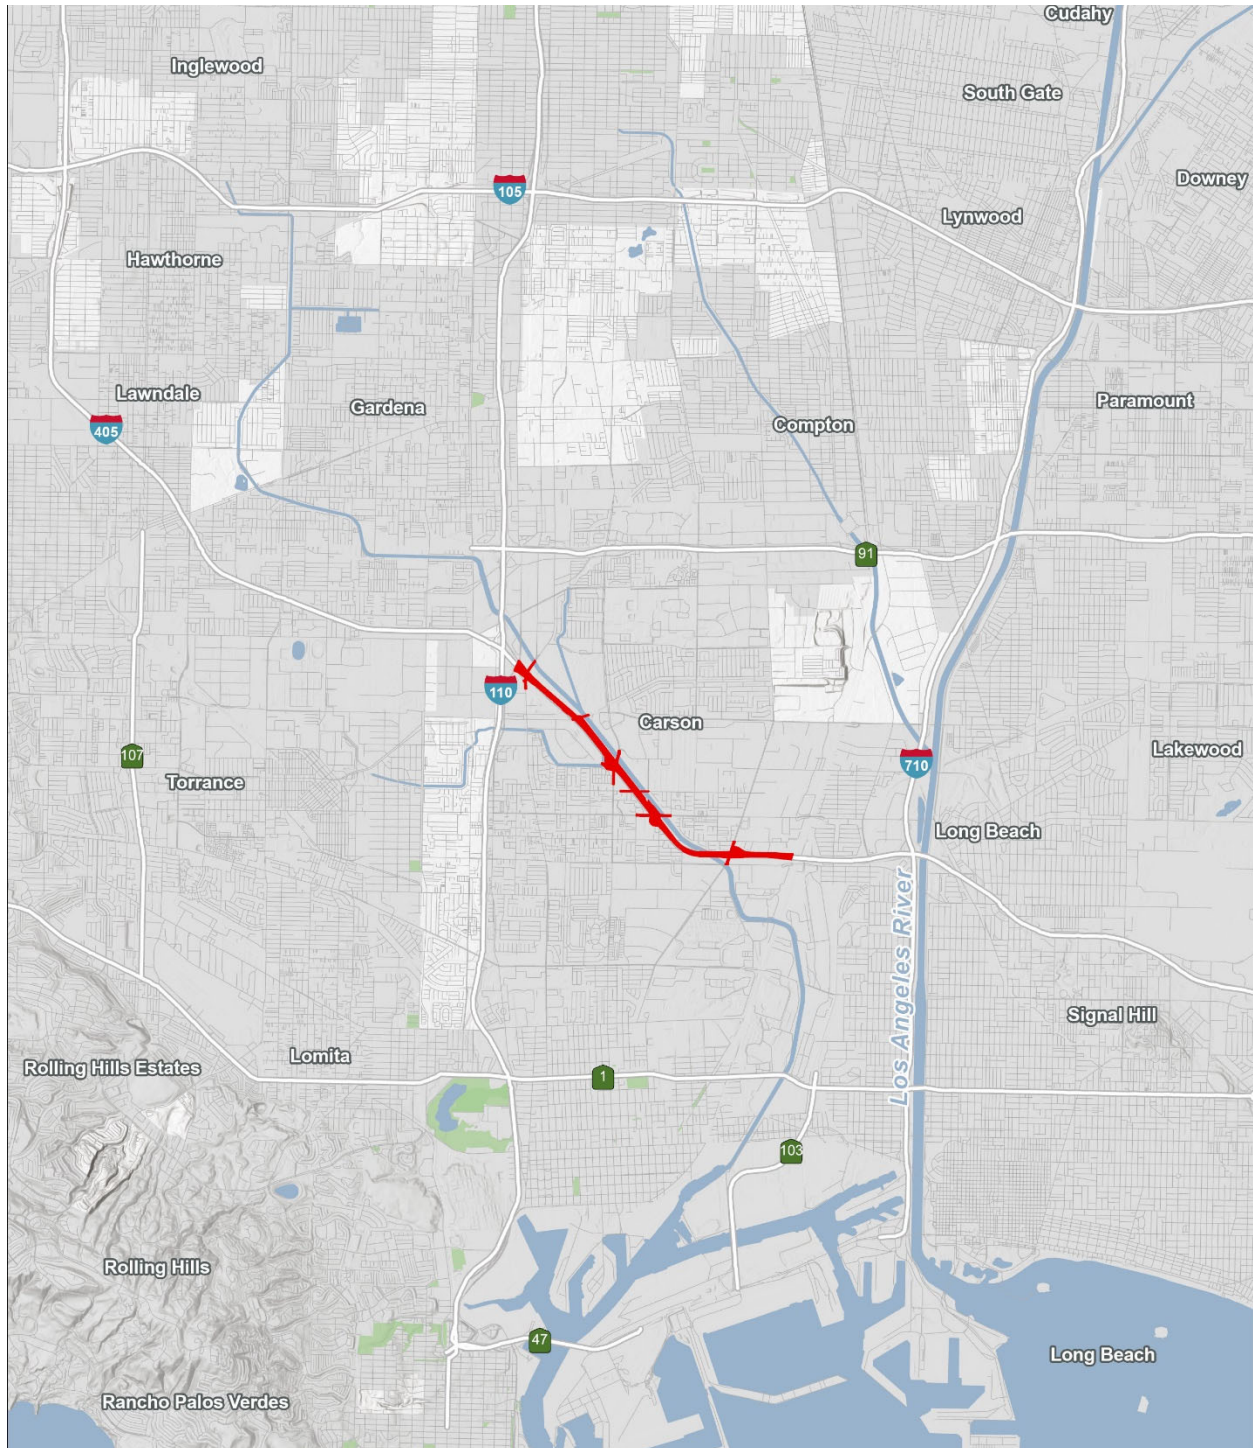 Cudahy
Inglewood
South Gate
Downey
105
Lynwood
Hawthorne
Lawndale
Gardena
Paramount
405
Compton
91
110
Carson
107
Torrance
710
Lakewood
Long Beach
Los Angeles River
Signal Hill
Lomita
Rolling Hills Estates
1
103
Rolling Hills
47
Long Beach
Rancho Palos Verdes